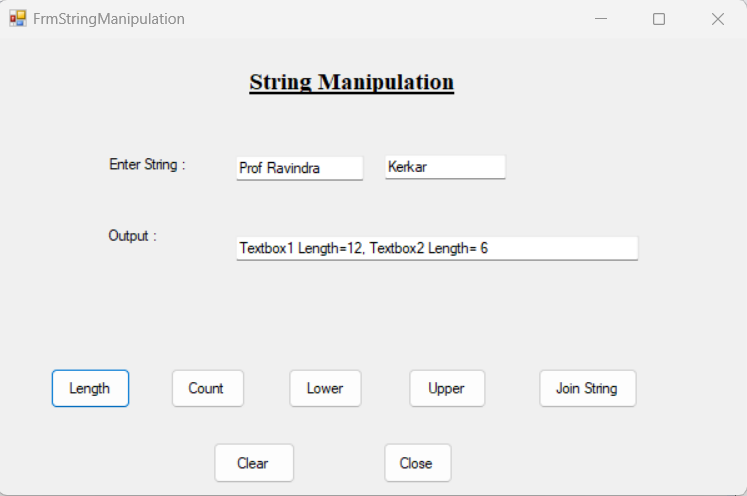 FrmStringManipulation
String Manipulation
Enter String : Prof Ravindra Kerkar
Output : Textbox1 Length=12, Textbox2 Length= 6
Length Count Lower Upper Join String
Clear Close